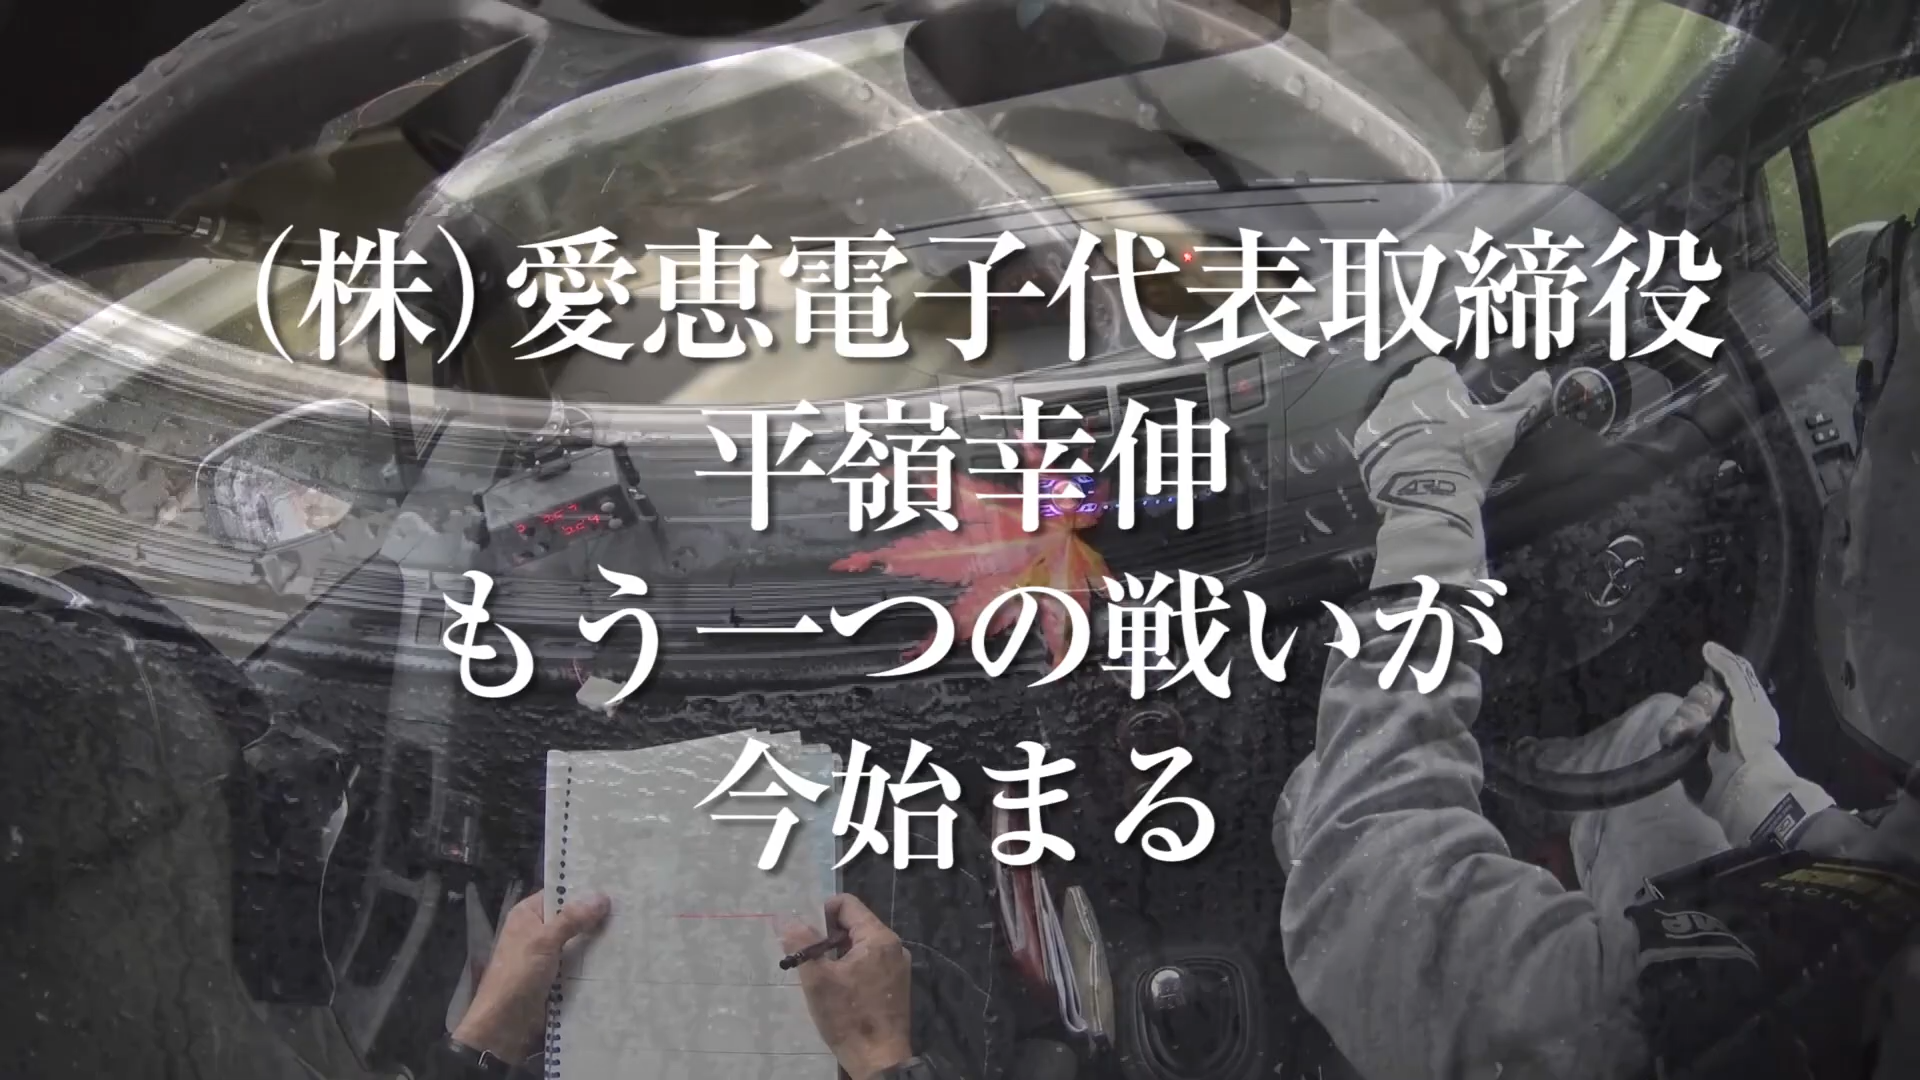 (株)愛恵電子代表取締役
平嶺幸伸
もう一つの戦いが
今始まる